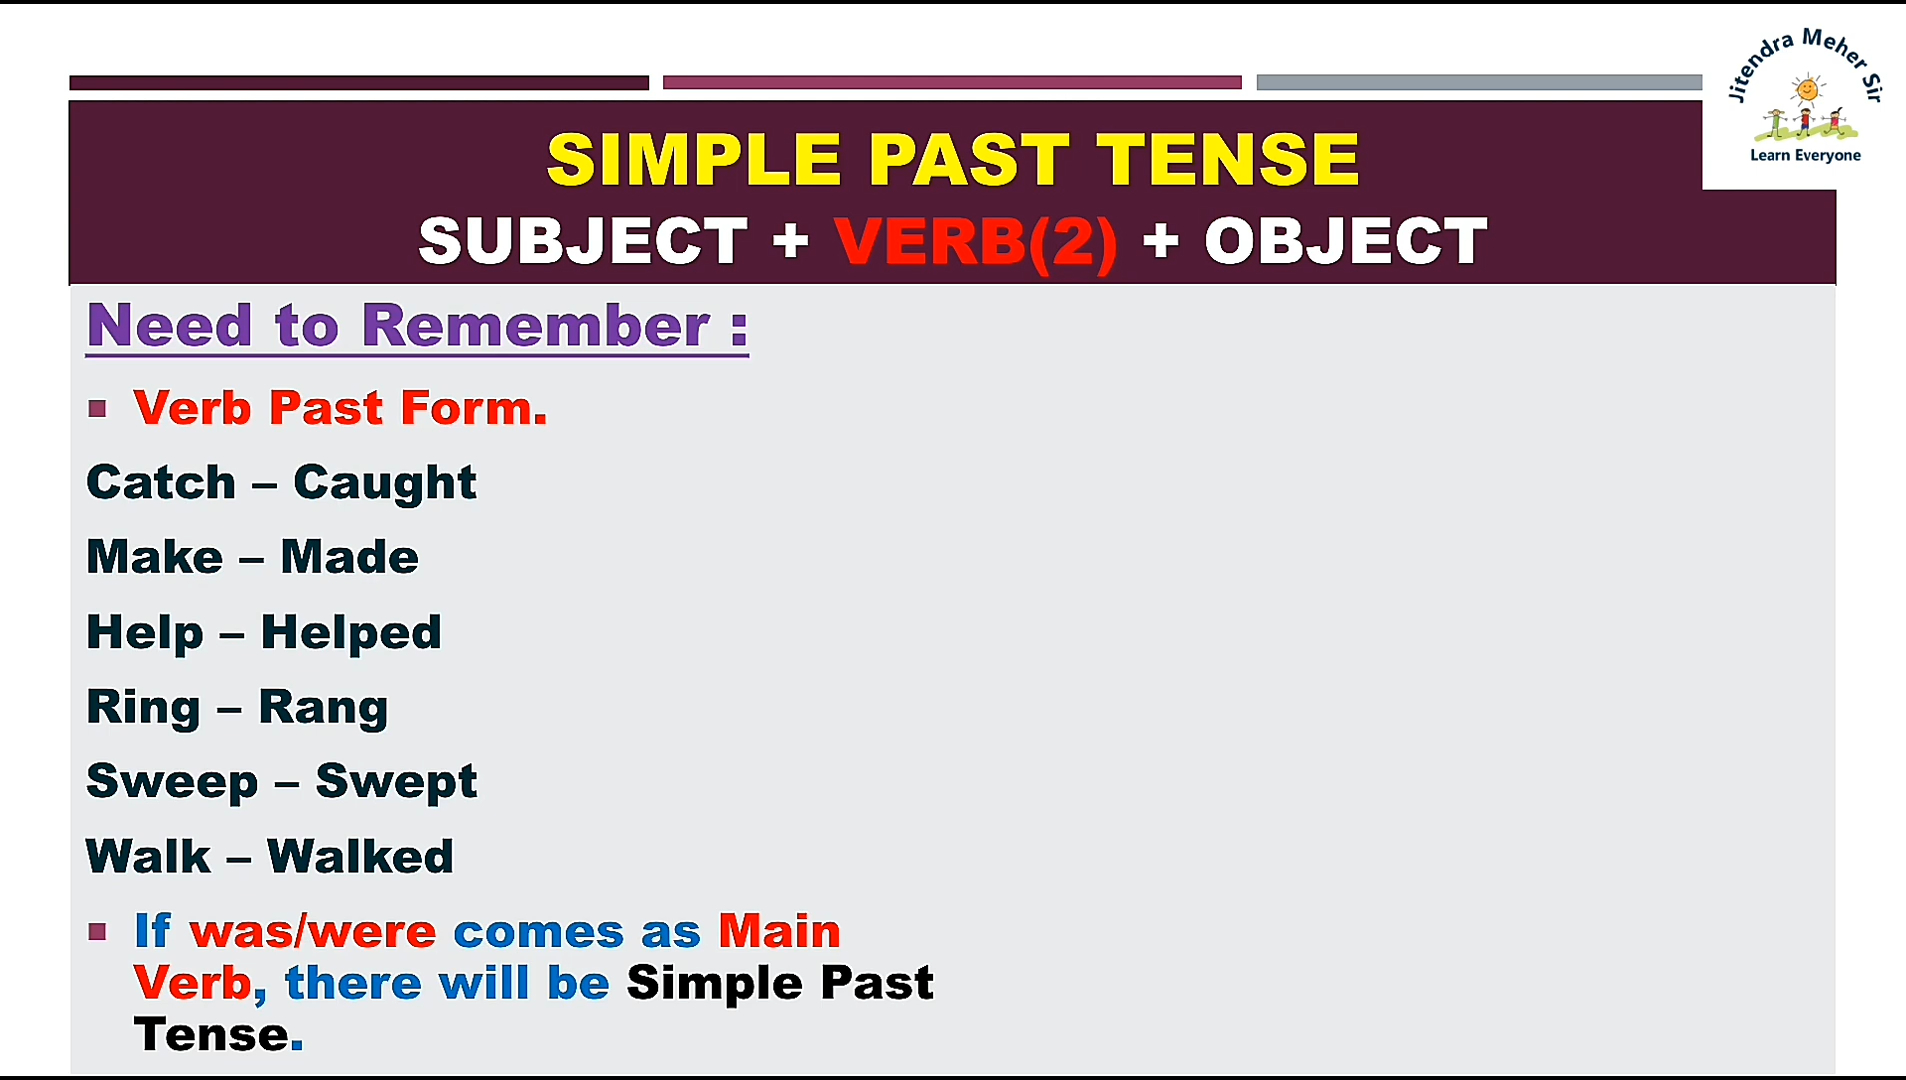 Jitendra Meher Sir
Learn Everyone
SIMPLE PAST TENSE
SUBJECT + VERB(2) + OBJECT
Need to Remember :
▪ Verb Past Form.
Catch – Caught
Make – Made
Help – Helped
Ring – Rang
Sweep – Swept
Walk – Walked
▪ If was/were comes as Main
Verb, there will be Simple Past
Tense.